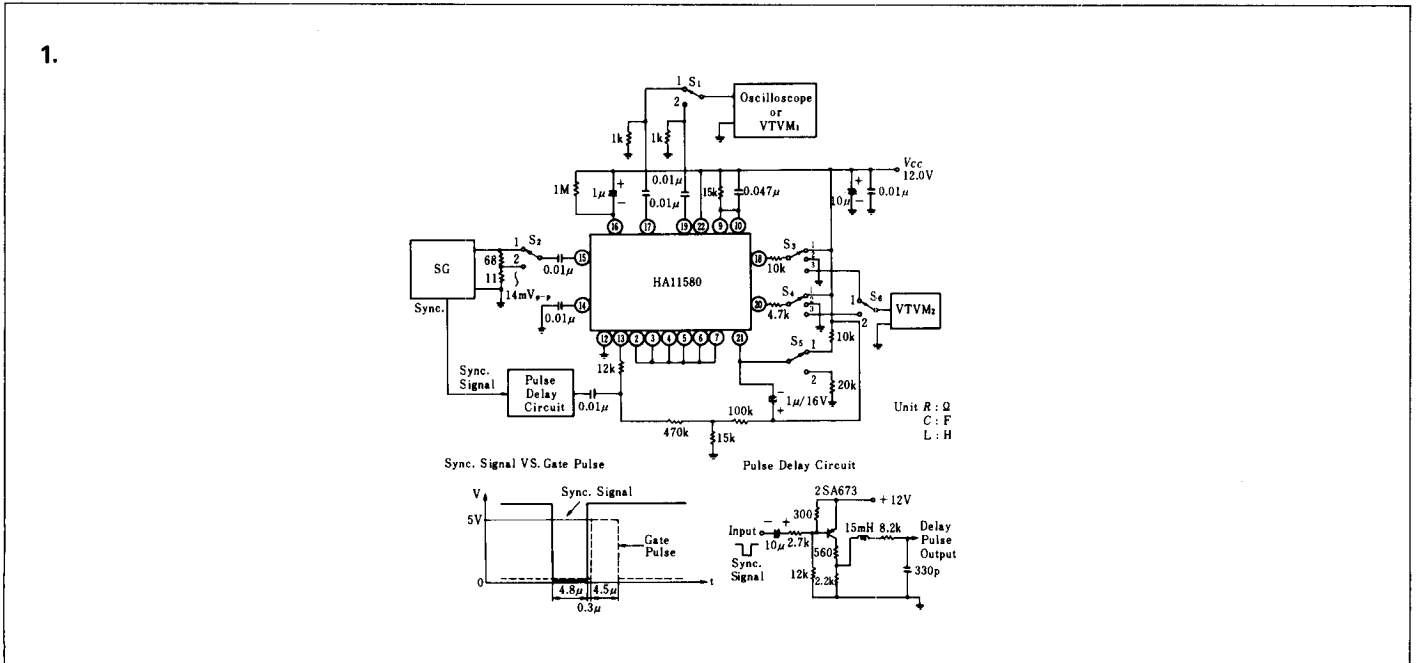 1.
1 S1
2
Oscilloscope
or
VTVM1
1k
1k
Vcc
12.0V
1M
1μ
+
−
0.01μ
0.01μ
15k
0.047μ
10μ
+
−
0.01μ
16
17
19
22
9
10
SG
1 S2
2
68
11
14mVp-p
0.01μ
0.01μ
15
14
HA11580
18
20
10k
4.7k
S3
1
2
3
S4
1
2
3
1
S6
2
VTVM2
Sync.
12
13
2
3
4
5
6
7
21
S5
1
2
10k
20k
12k
Sync.
Signal
Pulse
Delay
Circuit
0.01μ
470k
15k
100k
−
1μ/16V
+
Unit R : Ω
C : F
L : H
Sync. Signal VS. Gate Pulse
V
5V
0
Sync. Signal
Gate
Pulse
t
4.8μ
4.5μ
0.3μ
Pulse Delay Circuit
2SA673
+12V
300
Input
−
+
10μ
2.7k
Sync.
Signal
12k
560
2.2k
15mH 8.2k
330p
Delay
Pulse
Output